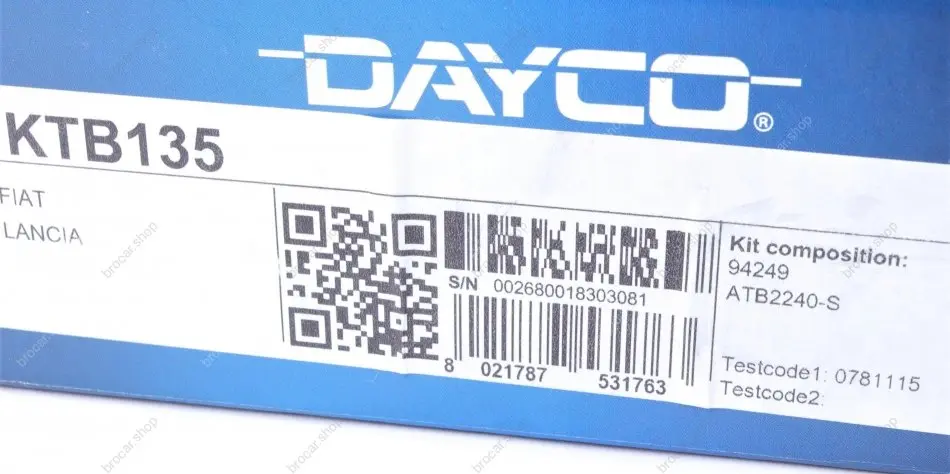 DAYCO®
KTB135
FIAT
LANCIA
S/N 002680018303081
8 021787 531763
Kit composition:
94249
ATB2240-S
Testcode1: 0781115
Testcode2:
brocar.shop